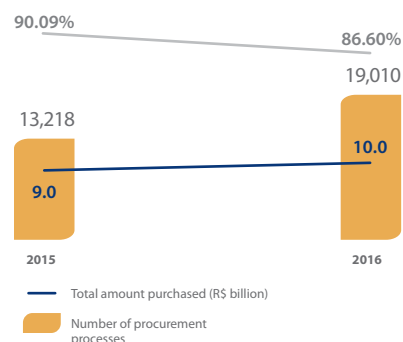 90.09%
86.60%
19,010
13,218
10.0
9.0
2015
2016
Total amount purchased (R$ billion)
Number of procurement
processes